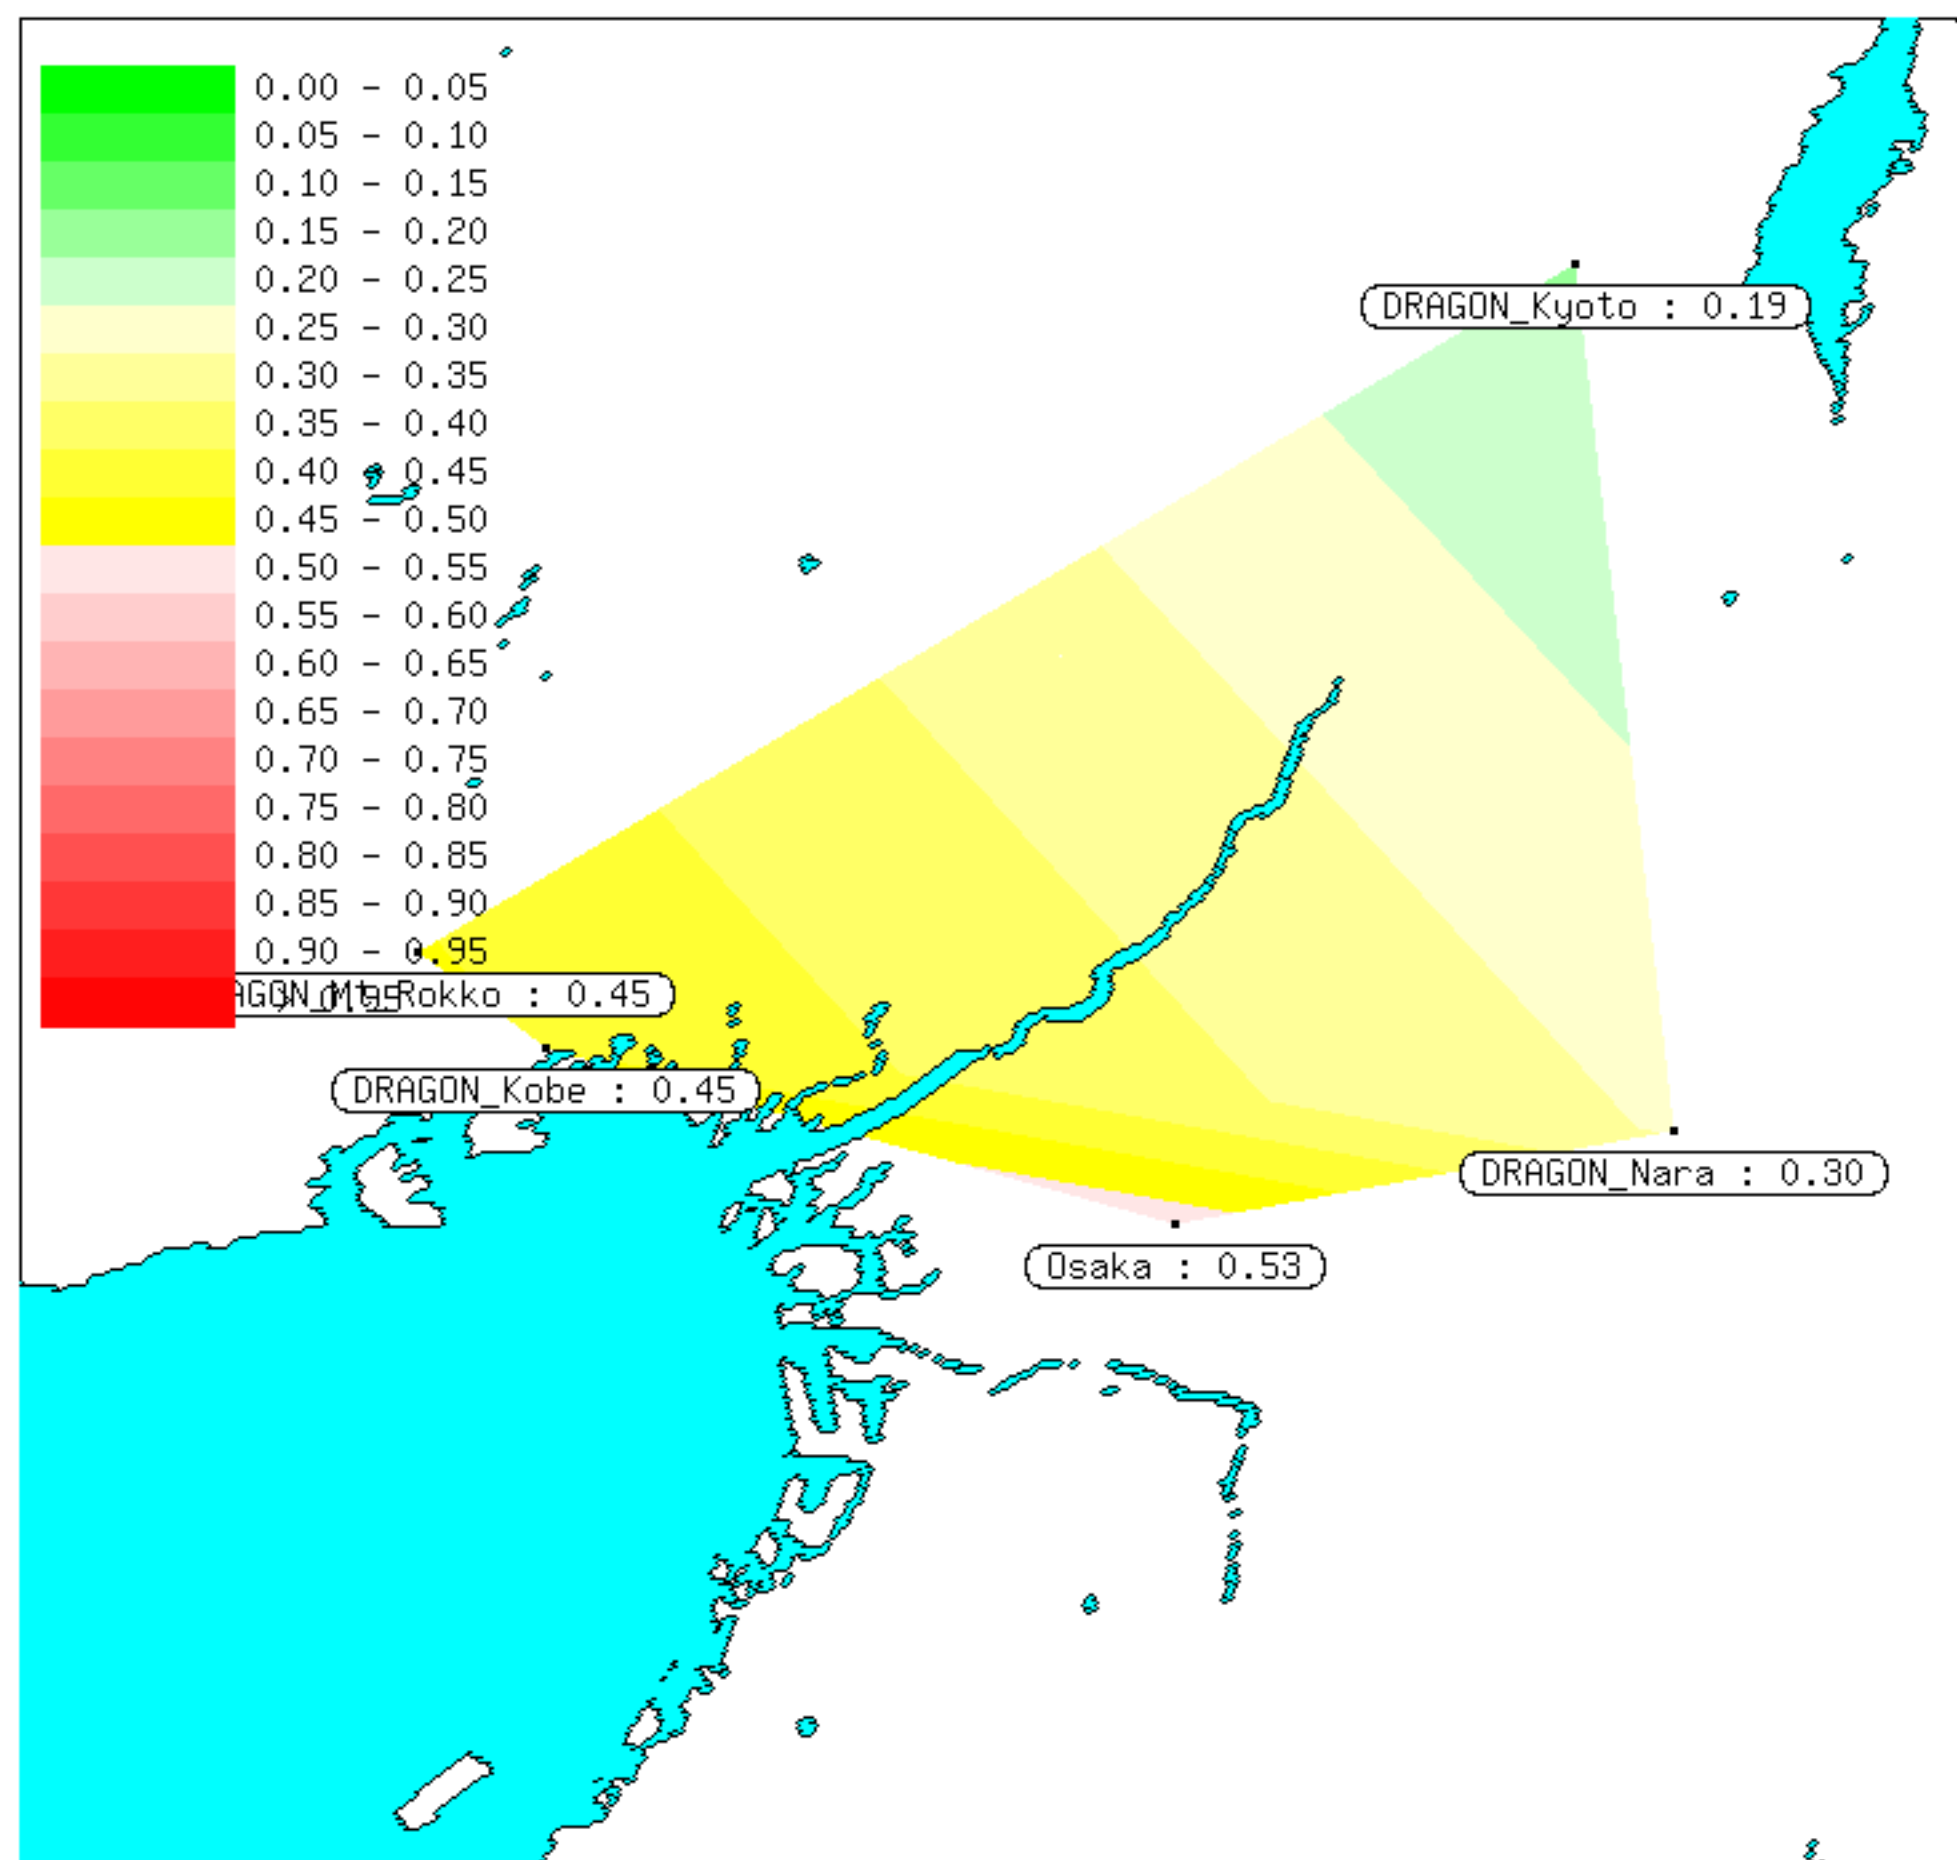 0.00 - 0.05
0.05 - 0.10
0.10 - 0.15
0.15 - 0.20
0.20 - 0.25
0.25 - 0.30
0.30 - 0.35
0.35 - 0.40
0.40 - 0.45
0.45 - 0.50
0.50 - 0.55
0.55 - 0.60
0.60 - 0.65
0.65 - 0.70
0.70 - 0.75
0.75 - 0.80
0.80 - 0.85
0.85 - 0.90
0.90 - 0.95
> 0.95
DRAGON_Kyoto : 0.19
AGON_Mt_Rokko : 0.45
DRAGON_Kobe : 0.45
DRAGON_Nara : 0.30
Osaka : 0.53